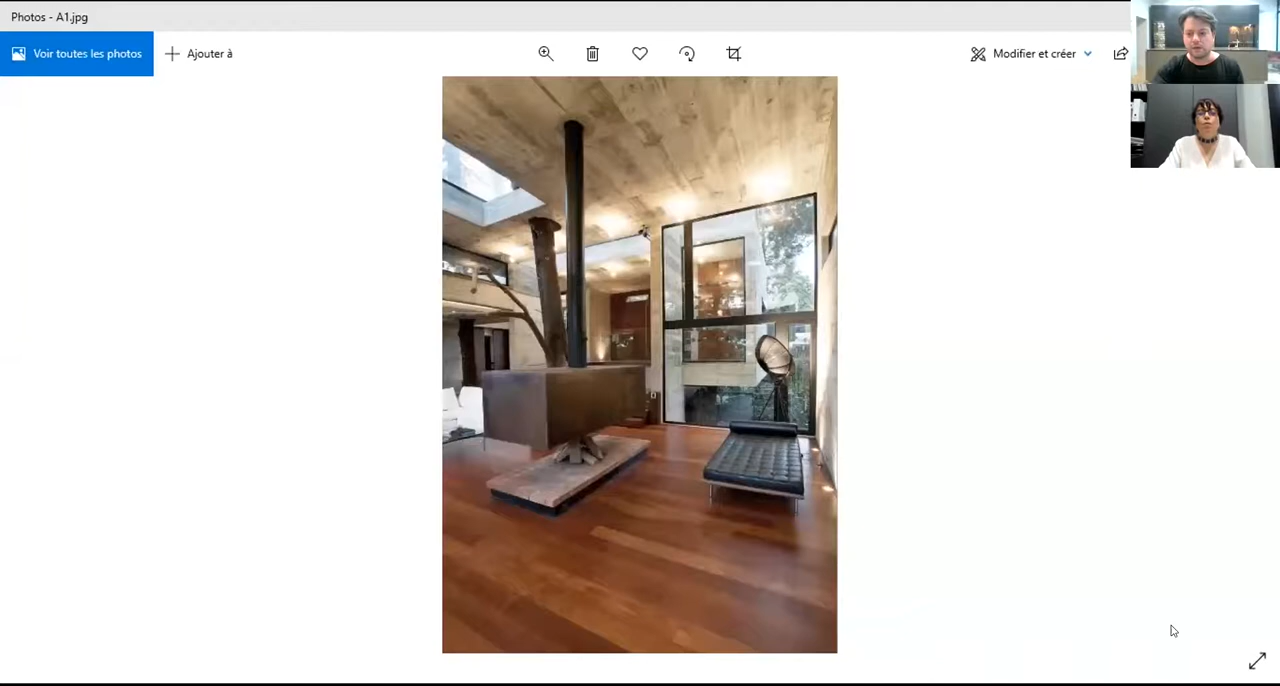 Photos - A1.jpg
Voir toutes les photos
Ajouter à
Modifier et créer